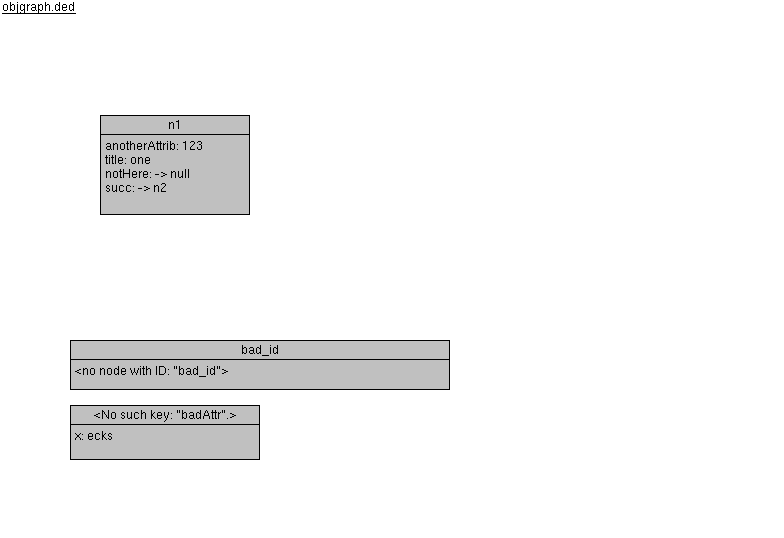 objgraph.ded
n1
anotherAttrib: 123
title: one
notHere: -> null
succ: -> n2
bad_id
<no node with ID: "bad_id">
<No such key: "badAttr".>
x: ecks